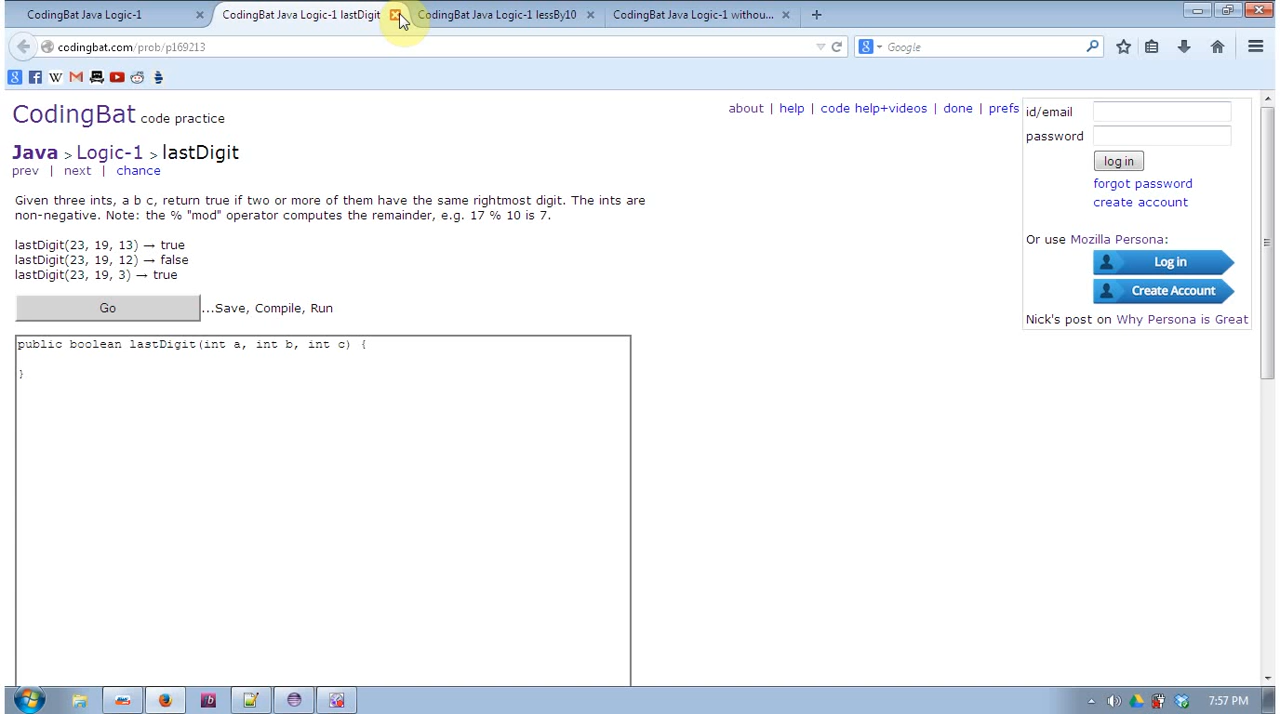 CodingBat Java Logic-1
CodingBat Java Logic-1 lastDigit
CodingBat Java Logic-1 lessBy10
CodingBat Java Logic-1 withou...
codingbat.com/prob/p169213
Google
CodingBat code practice
about | help | code help+videos | done | prefs
id/email
password
log in
forgot password
create account
Or use Mozilla Persona:
Log in
Create Account
Nick's post on Why Persona is Great
Java > Logic-1 > lastDigit
prev | next | chance
Given three ints, a b c, return true if two or more of them have the same rightmost digit. The ints are
non-negative. Note: the % "mod" operator computes the remainder, e.g. 17 % 10 is 7.
lastDigit(23, 19, 13) → true
lastDigit(23, 19, 12) → false
lastDigit(23, 19, 3) → true
Go ...Save, Compile, Run
public boolean lastDigit(int a, int b, int c) {
}
7:57 PM